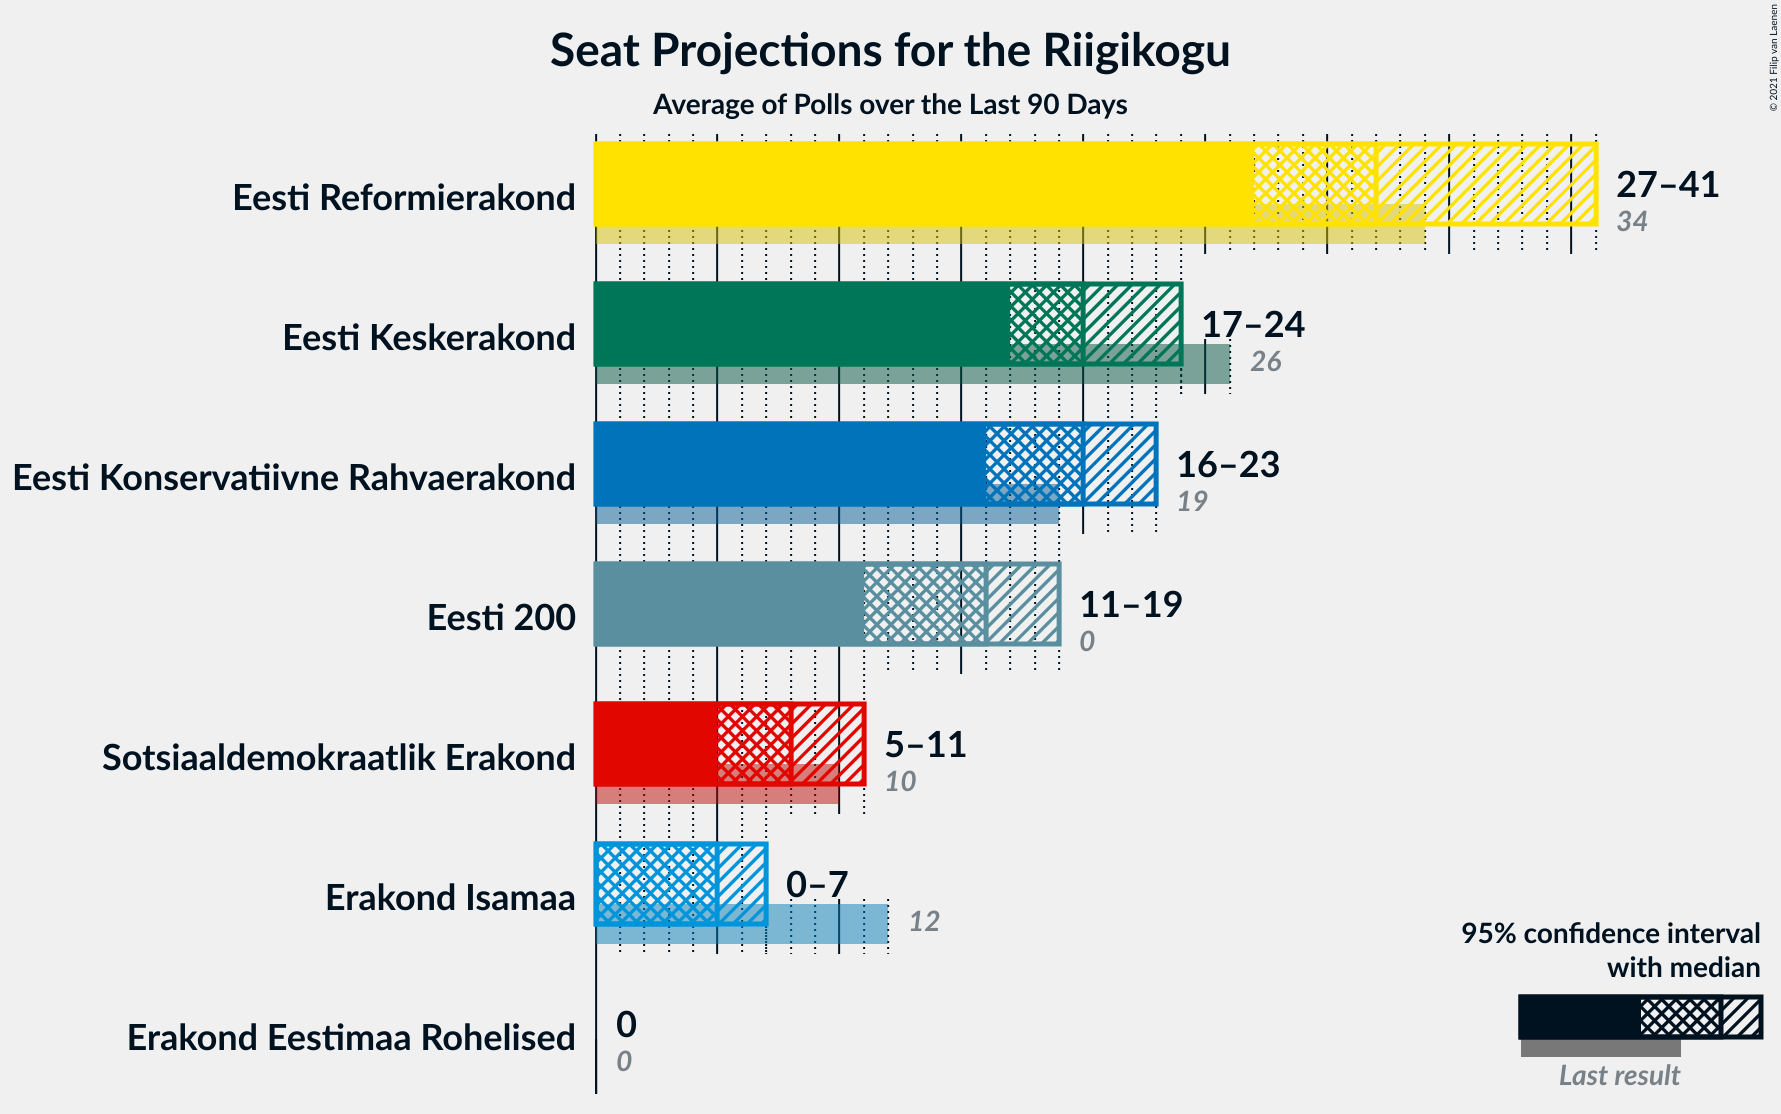 Seat Projections for the Riigikogu
Average of Polls over the Last 90 Days
© 2021 Filip van Laenen
Eesti Reformierakond
27–41
34
Eesti Keskerakond
17–24
26
Eesti Konservatiivne Rahvaerakond
16–23
19
Eesti 200
11–19
0
Sotsiaaldemokraatlik Erakond
5–11
10
Erakond Isamaa
0–7
12
Erakond Eestimaa Rohelised
0
0
95% confidence interval
with median
Last result